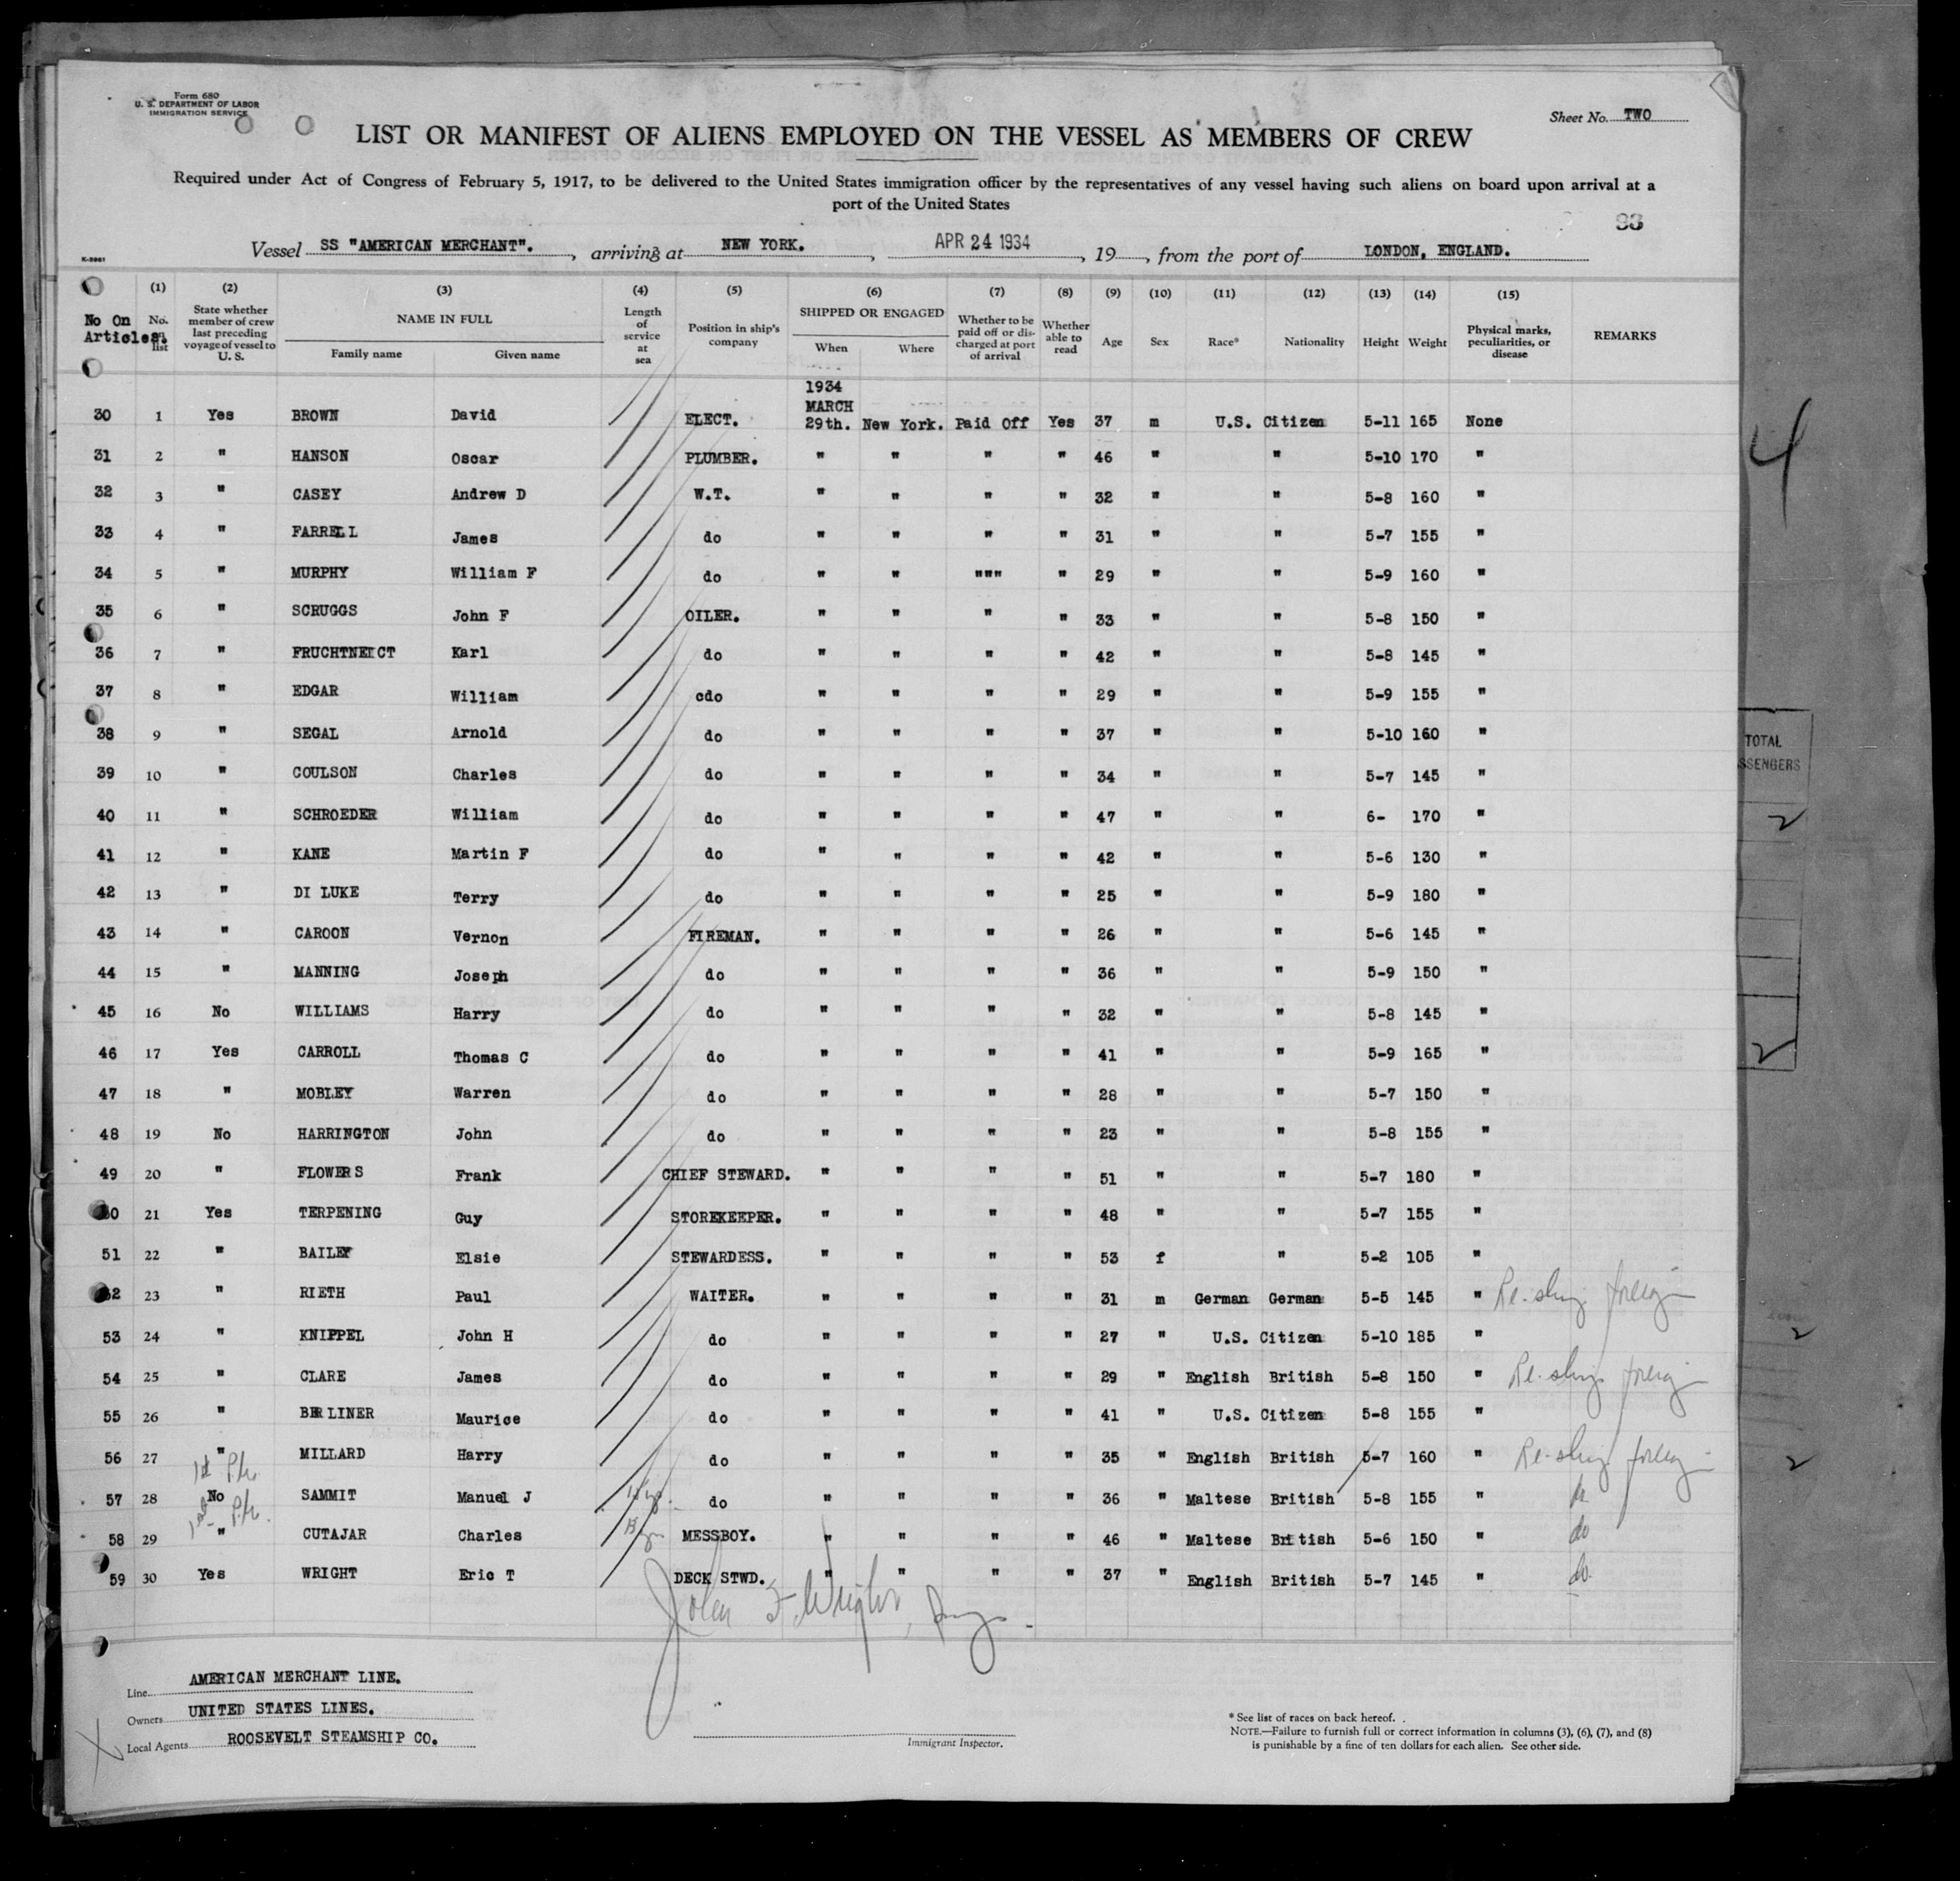 Form 680
U. S. DEPARTMENT OF LABOR
IMMIGRATION SERVICE
Sheet No. TWO
LIST OR MANIFEST OF ALIENS EMPLOYED ON THE VESSEL AS MEMBERS OF CREW
Required under Act of Congress of February 5, 1917, to be delivered to the United States immigration officer by the representatives of any vessel having such aliens on board upon arrival at a
port of the United States
93
Vessel SS "AMERICAN MERCHANT"., arriving at NEW YORK., APR 24 1934, 19, from the port of LONDON, ENGLAND.
K-3961
(1) (2) (3) (4) (5) (6) (7) (8) (9) (10) (11) (12) (13) (14) (15)
No On Articles. No. on list State whether member of crew last preceding voyage of vessel to U. S. NAME IN FULL Family name Given name Length of service at sea Position in ship's company SHIPPED OR ENGAGED When Where Whether to be paid off or discharged at port of arrival Whether able to read Age Sex Race* Nationality Height Weight Physical marks, peculiarities, or disease REMARKS
1934
MARCH
30 1 Yes BROWN David ELECT. 29th. New York. Paid Off Yes 37 m U.S. Citizen 5-11 165 None
31 2 " HANSON Oscar PLUMBER. " " " " 46 " " 5-10 170 "
32 3 " CASEY Andrew D W.T. " " " " 32 " " 5-8 160 "
33 4 " FARRELL James do " " " " 31 " " 5-7 155 "
34 5 " MURPHY William F do " " """ " 29 " " 5-9 160 "
35 6 " SCRUGGS John F OILER. " " " " 33 " " 5-8 150 "
36 7 " FRUCHTNEICT Karl do " " " " 42 " " 5-8 145 "
37 8 " EDGAR William cdo " " " " 29 " " 5-9 155 "
38 9 " SEGAL Arnold do " " " " 37 " " 5-10 160 "
39 10 " COULSON Charles do " " " " 34 " " 5-7 145 "
40 11 " SCHROEDER William do " " " " 47 " " 6- 170 "
41 12 " KANE Martin F do " " " " 42 " " 5-6 130 "
42 13 " DI LUKE Terry do " " " " 25 " " 5-9 180 "
43 14 " CAROON Vernon FIREMAN. " " " " 26 " " 5-6 145 "
44 15 " MANNING Joseph do " " " " 36 " " 5-9 150 "
45 16 No WILLIAMS Harry do " " " " 32 " " 5-8 145 "
46 17 Yes CARROLL Thomas C do " " " " 41 " " 5-9 165 "
47 18 " MOBLEY Warren do " " " " 28 " " 5-7 150 "
48 19 No HARRINGTON John do " " " " 23 " " 5-8 155 "
49 20 " FLOWERS Frank CHIEF STEWARD. " " " " 51 " " 5-7 180 "
50 21 Yes TERPENING Guy STOREKEEPER. " " " " 48 " " 5-7 155 "
51 22 " BAILEY Elsie STEWARDESS. " " " " 53 f " 5-2 105 "
52 23 " RIETH Paul WAITER. " " " " 31 m German German 5-5 145 " Re-ship foreign
53 24 " KNIPPEL John H do " " " " 27 " U.S. Citizen 5-10 185 "
54 25 " CLARE James do " " " " 29 " English British 5-8 150 " Re-ship foreign
55 26 " BERLINER Maurice do " " " " 41 " U.S. Citizen 5-8 155 "
56 27 " MILLARD Harry do " " " " 35 " English British 5-7 160 " Re-ship foreign
57 28 No SAMMIT Manuel J do " " " " 36 " Maltese British 5-8 155 " do
58 29 " CUTAJAR Charles MESSBOY. " " " " 46 " Maltese British 5-6 150 " do
59 30 Yes WRIGHT Eric T DECK STWD. " " " " 37 " English British 5-7 145 " do
John F. Wright
Line AMERICAN MERCHANT LINE.
Owners UNITED STATES LINES.
Local Agents ROOSEVELT STEAMSHIP CO.
Immigrant Inspector.
* See list of races on back hereof.
NOTE.—Failure to furnish full or correct information in columns (3), (6), (7), and (8)
is punishable by a fine of ten dollars for each alien. See other side.
4
TOTAL
2
2
2
2